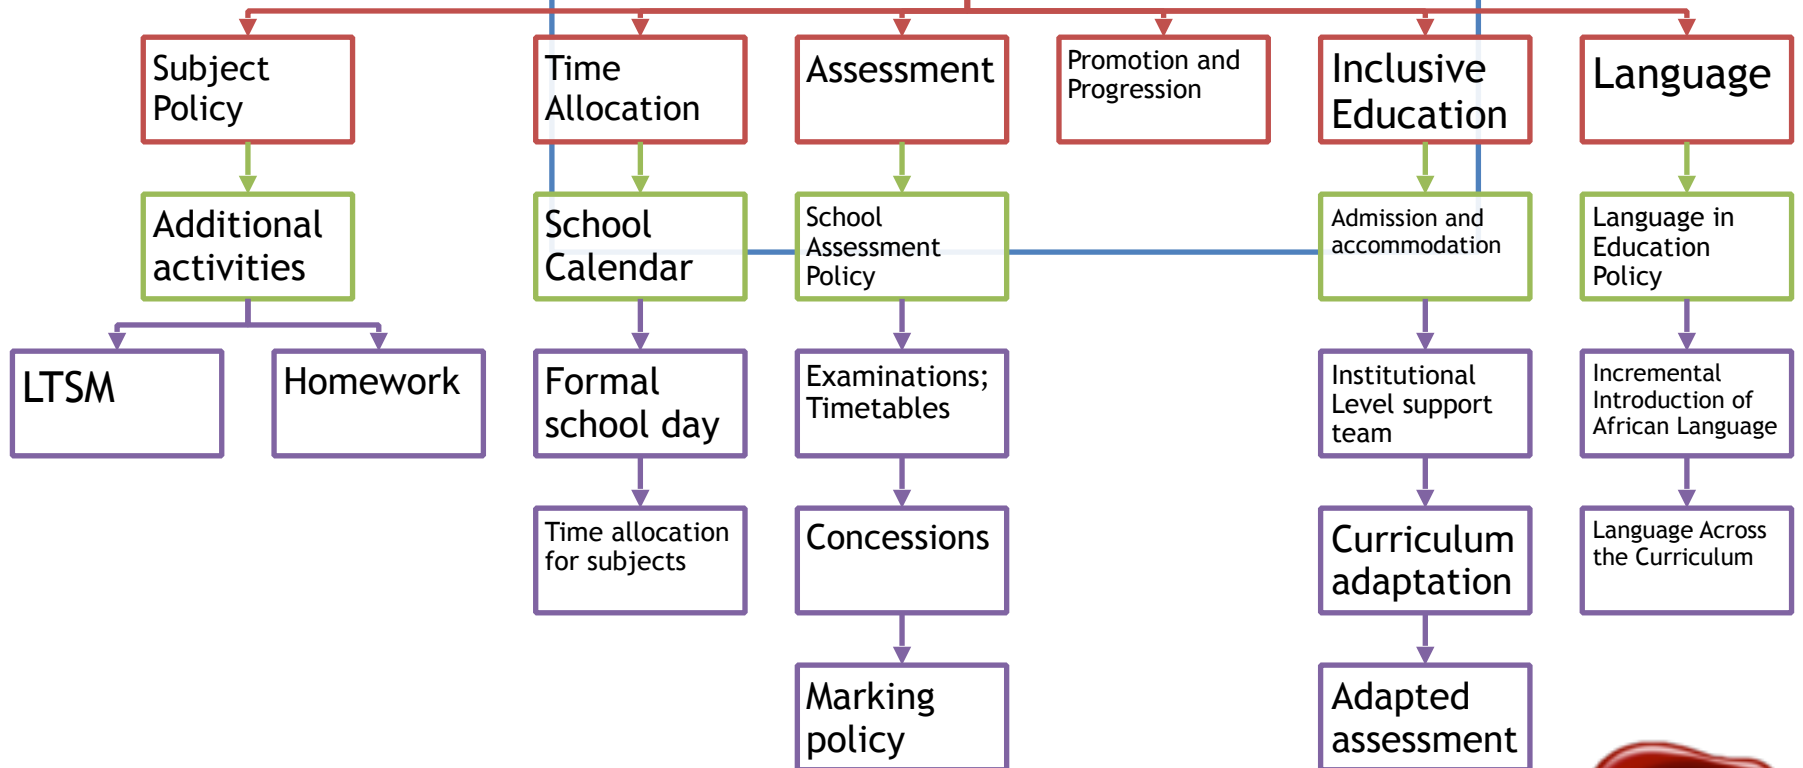 Subject
Policy
Time
Allocation
Assessment
Promotion and
Progression
Inclusive
Education
Language
Additional
activities
School
Calendar
School
Assessment
Policy
Admission and
accommodation
Language in
Education
Policy
LTSM
Homework
Formal
school day
Examinations;
Timetables
Institutional
Level support
team
Incremental
Introduction of
African Language
Time allocation
for subjects
Concessions
Curriculum
adaptation
Language Across
the Curriculum
Marking
policy
Adapted
assessment